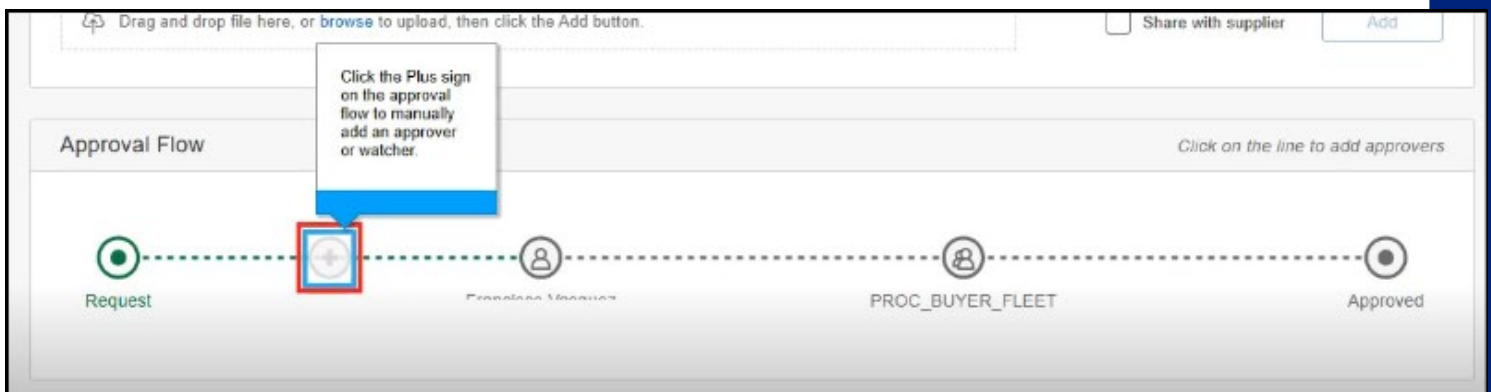 Drag and drop file here, or browse to upload, then click the Add button.
Share with supplier
Add
Click the Plus sign
on the approval
flow to manually
add an approver
or watcher.
Approval Flow
Click on the line to add approvers
Request
PROC_BUYER_FLEET
Approved